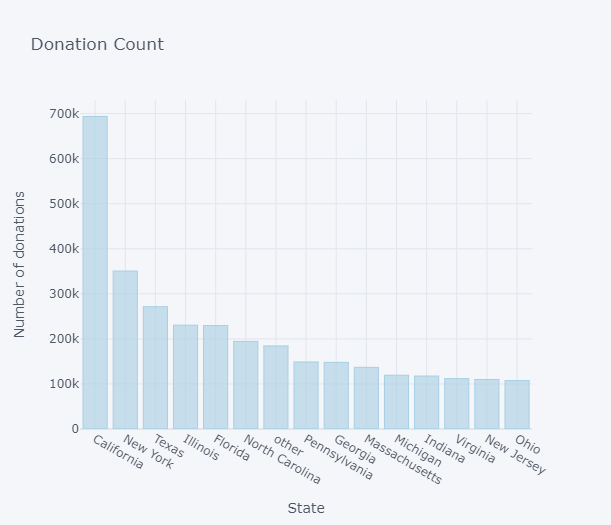 Donation Count
Number of donations
700k
600k
500k
400k
300k
200k
100k
0
California
New York
Texas
Illinois
Florida
North Carolina
other
Pennsylvania
Georgia
Massachusetts
Michigan
Indiana
Virginia
New Jersey
Ohio
State